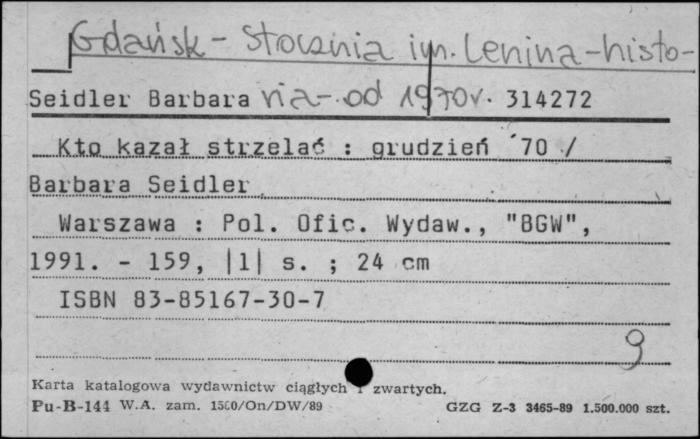 Gdańsk - Stocznia im. Lenina - histo-
Seidler Barbara ria - od 1970r. 314272
Kto kazał strzelać : grudzień ´70 /
Barbara Seidler
Warszawa : Pol. Ofic. Wydaw., "BGW",
1991. - 159, |1| s. ; 24 cm
ISBN 83-85167-30-7
9
Karta katalogowa wydawnictw ciągłych i zwartych.
Pu-B-144 W.A. zam. 1500/On/DW/89 GZG Z-3 3465-89 1.500.000 szt.